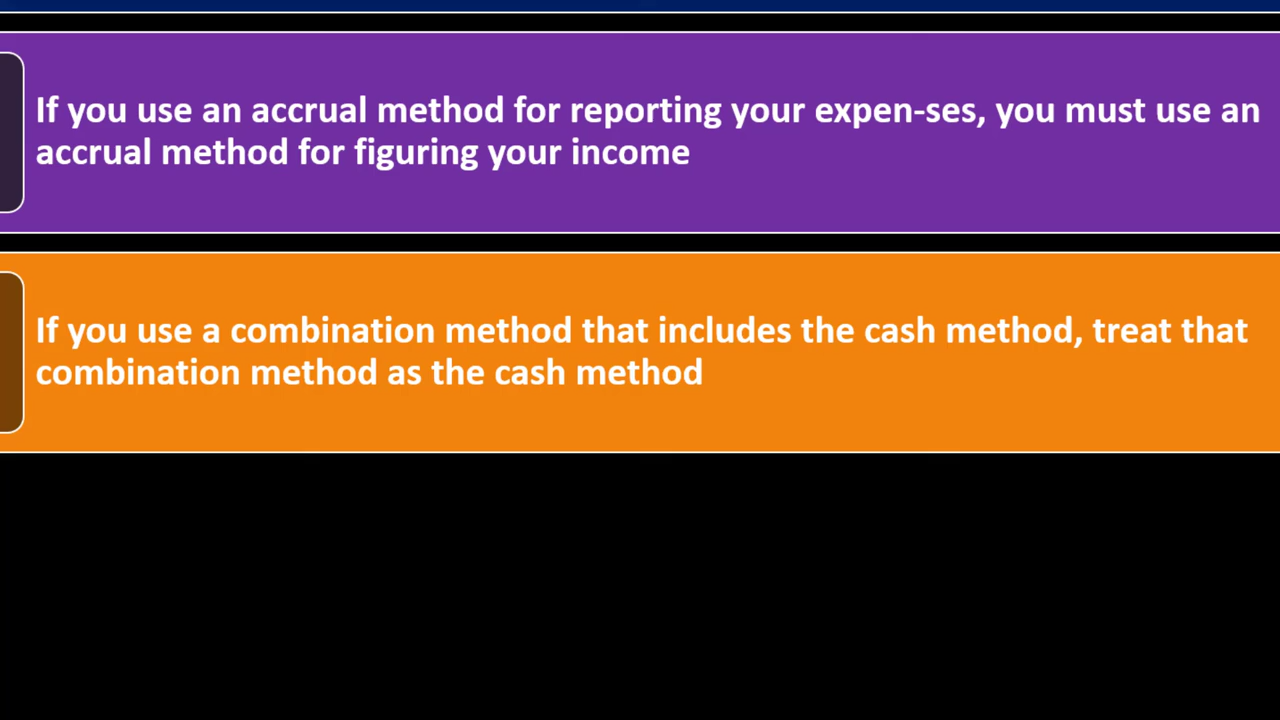 If you use an accrual method for reporting your expen-ses, you must use an
accrual method for figuring your income
If you use a combination method that includes the cash method, treat that
combination method as the cash method